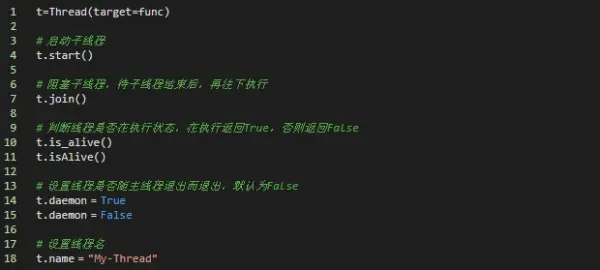 1 t=Thread(target=func)
2
3 # 启动子线程
4 t.start()
5
6 # 阻塞子线程，待子线程结束后，再往下执行
7 t.join()
8
9 # 判断线程是否在执行状态，在执行返回True，否则返回False
10 t.is_alive()
11 t.isAlive()
12
13 # 设置线程是否随主线程退出而退出，默认为False
14 t.daemon = True
15 t.daemon = False
16
17 # 设置线程名
18 t.name = "My-Thread"